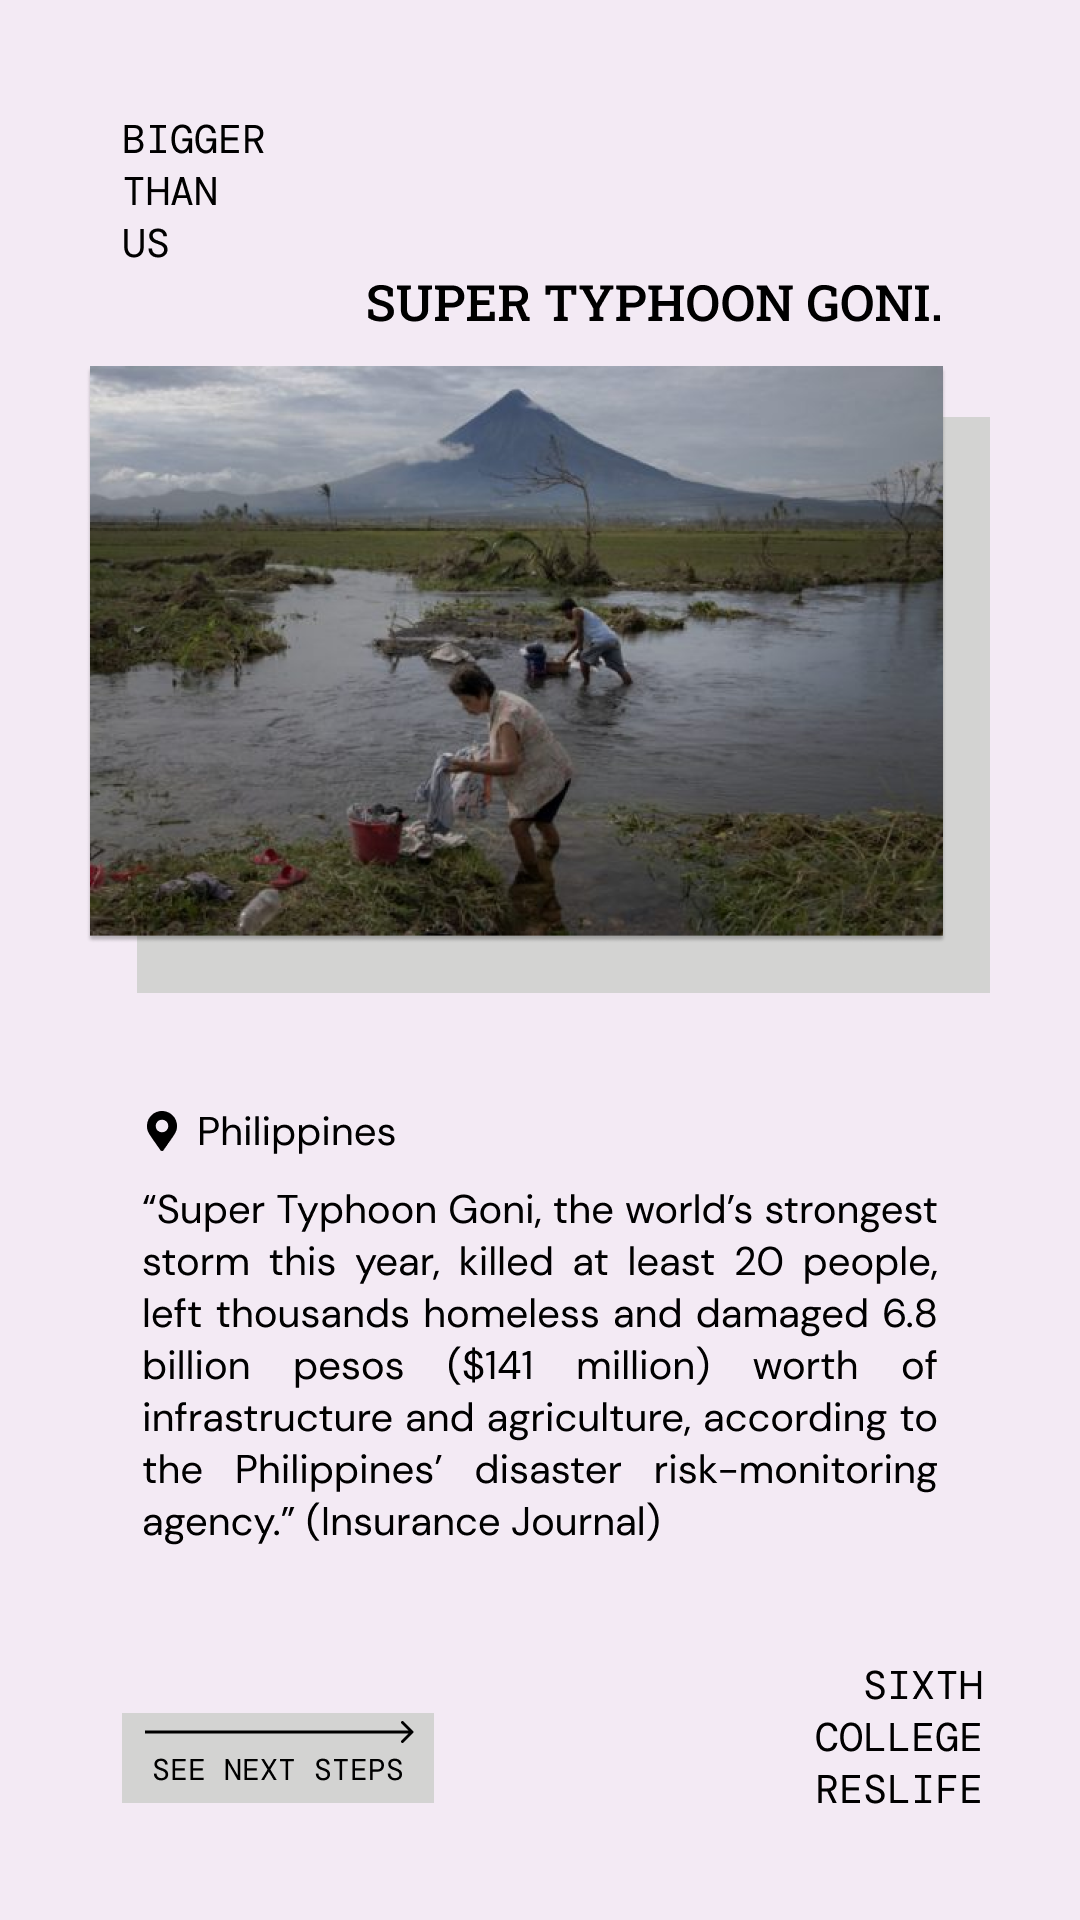 BIGGER
THAN
US
SUPER TYPHOON GONI.
Philippines
“Super Typhoon Goni, the world’s strongest
storm this year, killed at least 20 people,
left thousands homeless and damaged 6.8
billion pesos ($141 million) worth of
infrastructure and agriculture, according to
the Philippines’ disaster risk-monitoring
agency.” (Insurance Journal)
SEE NEXT STEPS
SIXTH
COLLEGE
RESLIFE